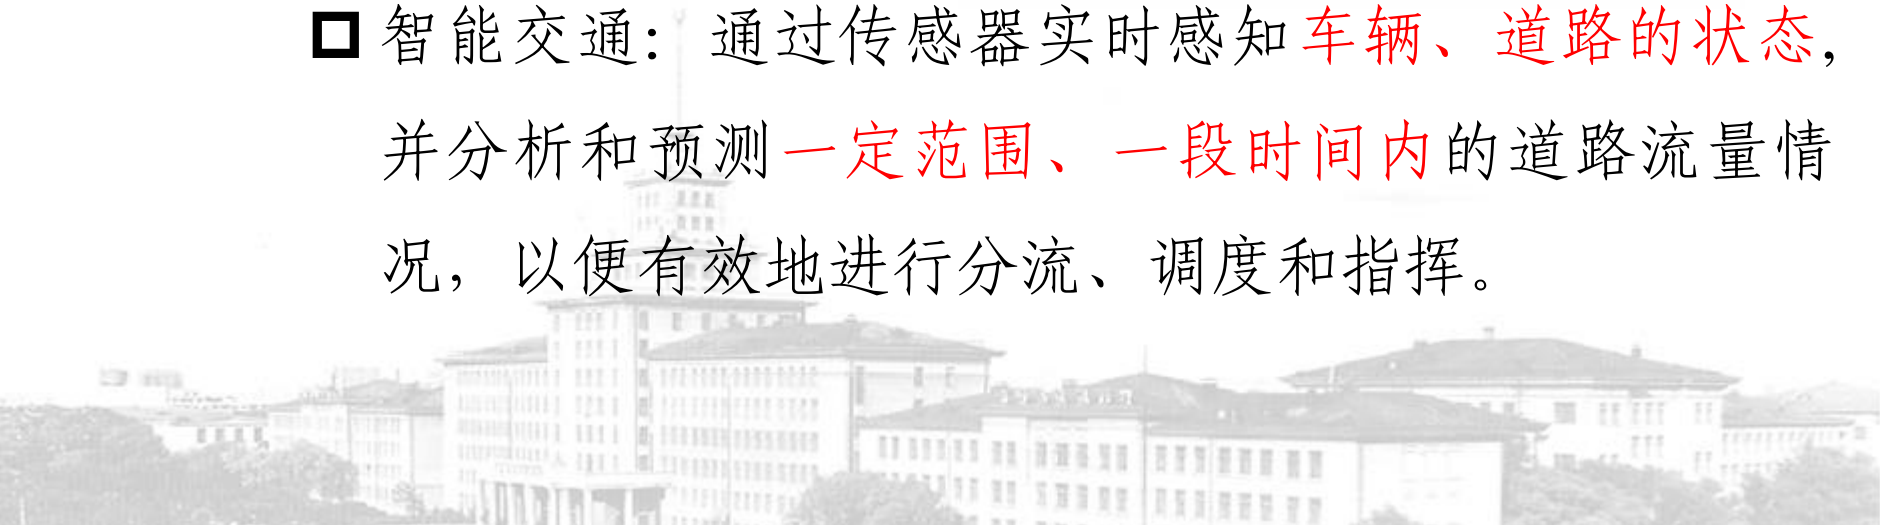 智能交通：通过传感器实时感知车辆、道路的状态，
并分析和预测一定范围、一段时间内的道路流量情
况，以便有效地进行分流、调度和指挥。